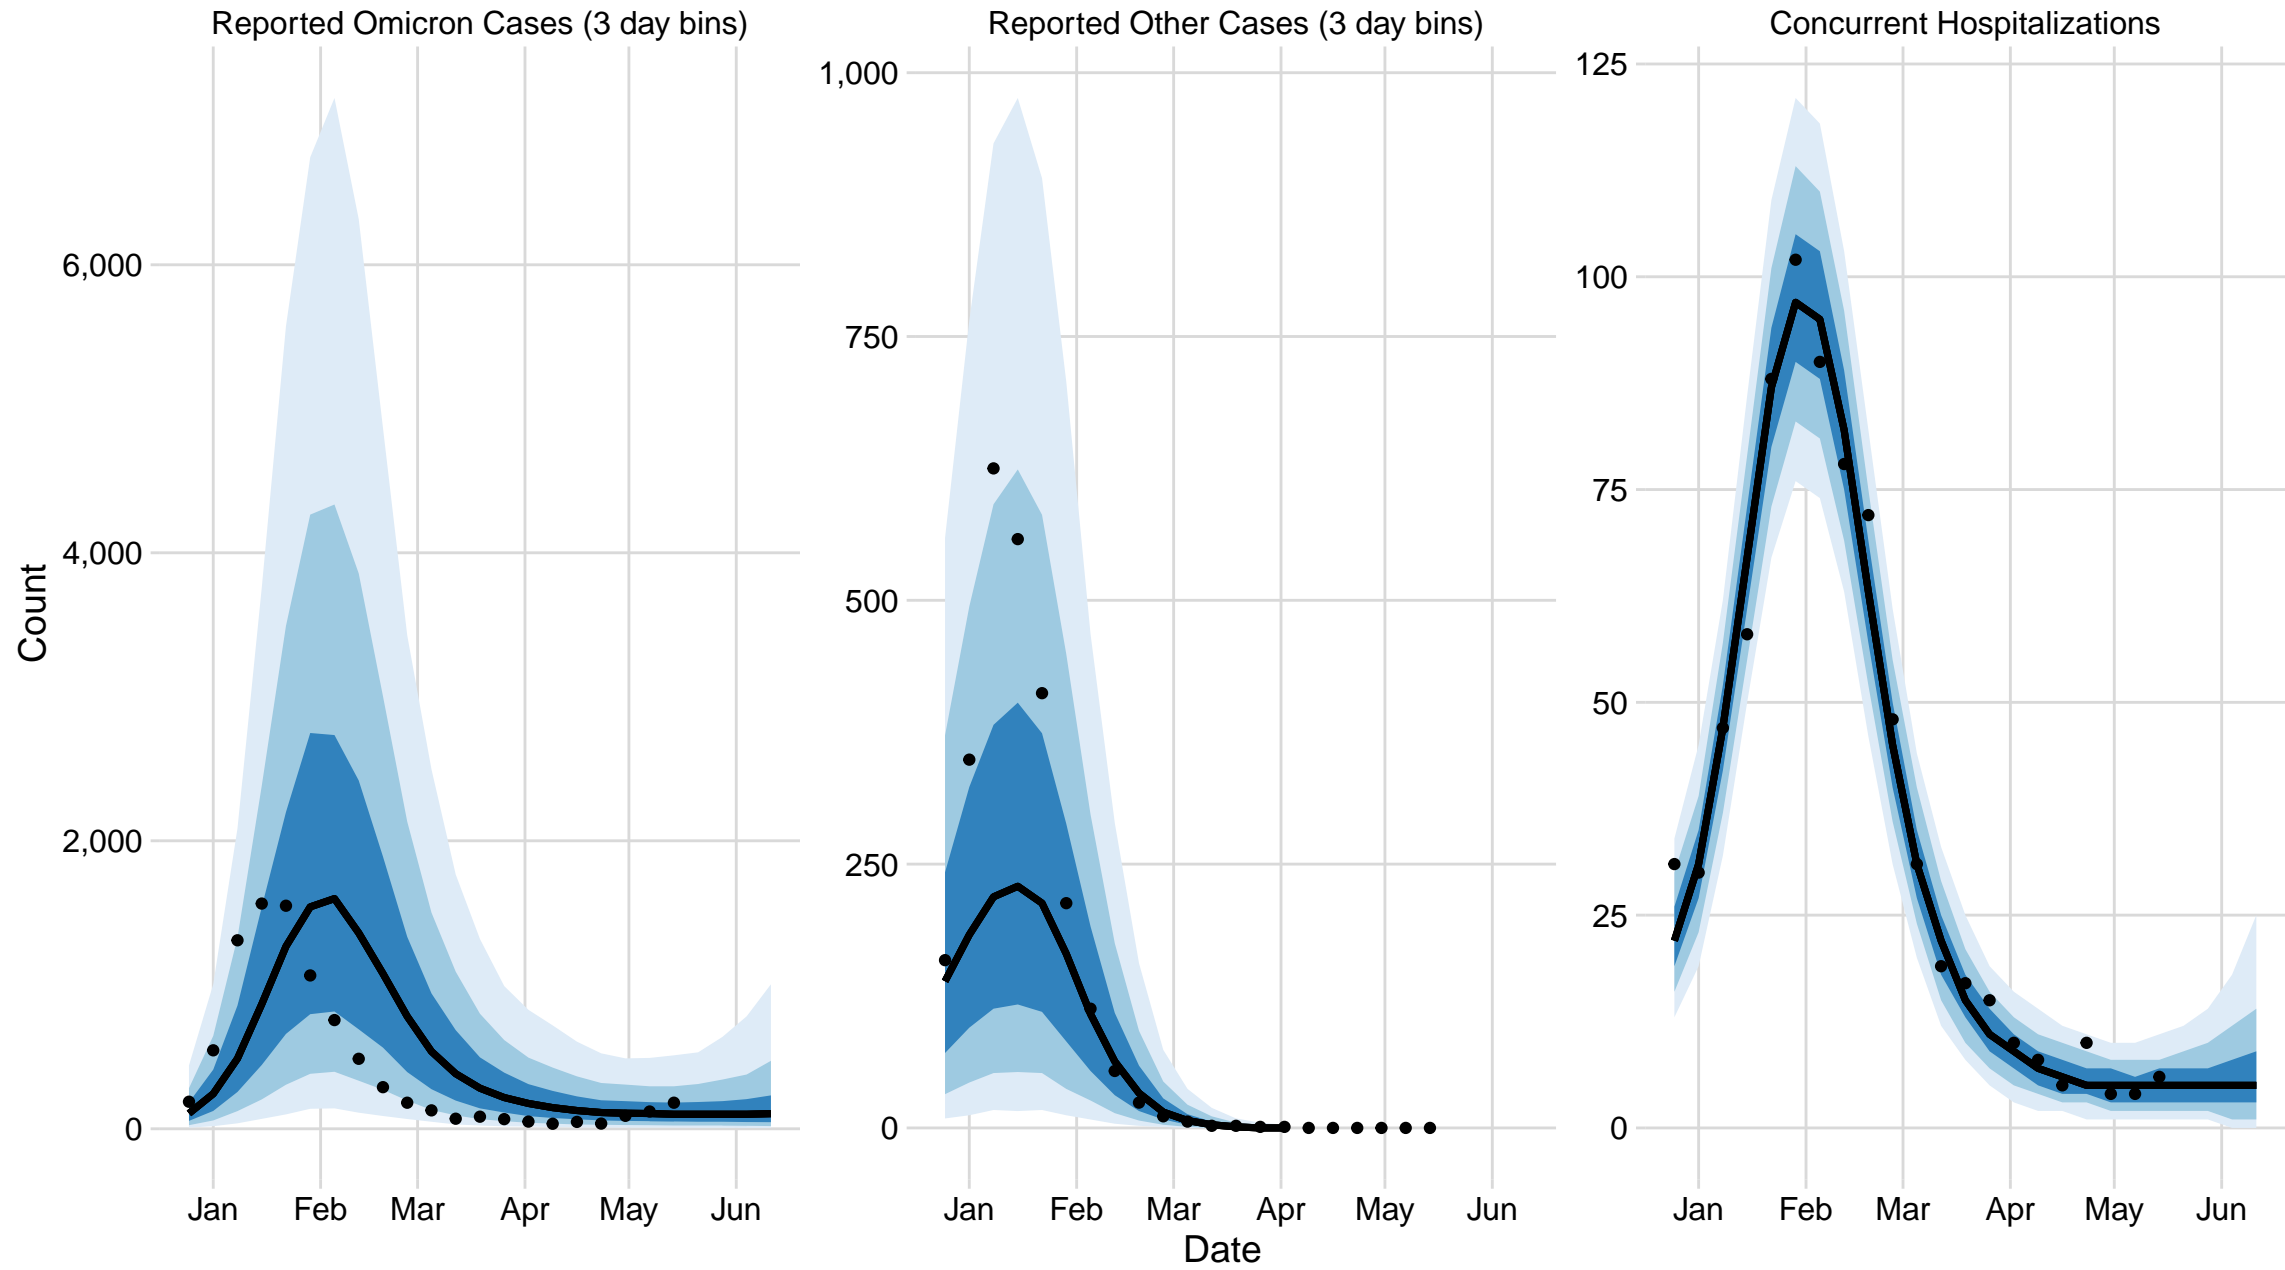 Reported Omicron Cases (3 day bins)
Reported Other Cases (3 day bins)
Concurrent Hospitalizations
Count
6,000
4,000
2,000
0
1,000
750
500
250
0
125
100
75
50
25
0
Jan Feb Mar Apr May Jun
Jan Feb Mar Apr May Jun
Jan Feb Mar Apr May Jun
Date